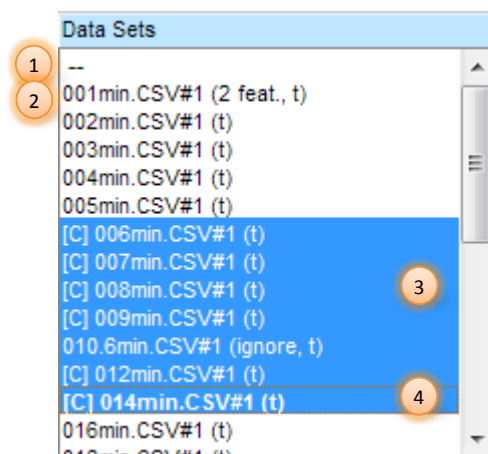 Data Sets
1
--
2
001min.CSV#1 (2 feat., t)
002min.CSV#1 (t)
003min.CSV#1 (t)
004min.CSV#1 (t)
005min.CSV#1 (t)
[C] 006min.CSV#1 (t)
[C] 007min.CSV#1 (t)
[C] 008min.CSV#1 (t)
3
[C] 009min.CSV#1 (t)
010.6min.CSV#1 (ignore, t)
[C] 012min.CSV#1 (t)
[C] 014min.CSV#1 (t)
4
016min.CSV#1 (t)